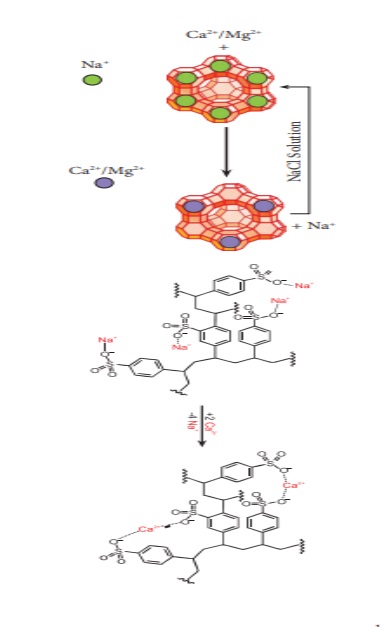 Ca²⁺/Mg²⁺
+
Na⁺
NaCl Solution
Ca²⁺/Mg²⁺
+ Na⁺
O
S
O
O⁻
Na⁺
Na⁺
O
S
O
O⁻
O
S
O
O⁻
Na⁺
Na⁺
O⁻
S
O
O
+2 Ca²⁺
-4 Na⁺
O
S
O
O⁻
Ca²⁺
O
S
O
O⁻
O
S
O
O⁻
Ca²⁺
O⁻
S
O
O